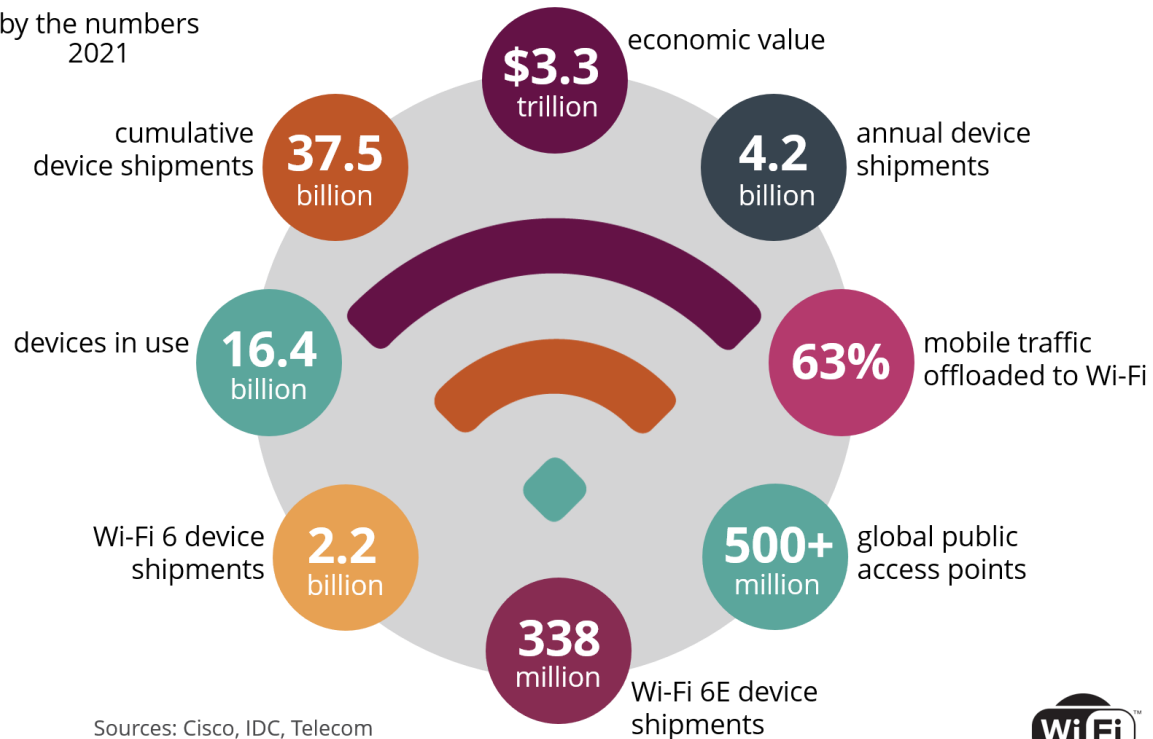 by the numbers
2021
$3.3
trillion
economic value
4.2
billion
annual device
shipments
63%
mobile traffic
offloaded to Wi-Fi
500+
million
global public
access points
338
million
Wi-Fi 6E device
shipments
Wi-Fi 6 device
shipments
2.2
billion
devices in use
16.4
billion
cumulative
device shipments
37.5
billion
Sources: Cisco, IDC, Telecom
Wi Fi
TM